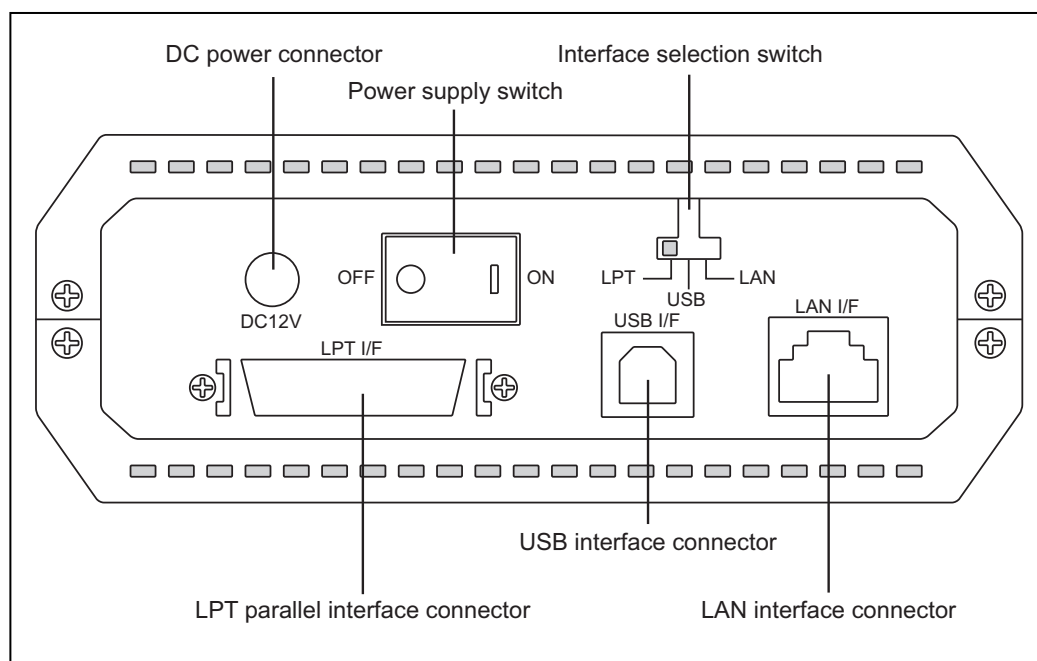 DC power connector
Interface selection switch
Power supply switch
OFF
ON
LPT
LAN
USB
DC12V
USB I/F
LAN I/F
LPT I/F
USB interface connector
LPT parallel interface connector
LAN interface connector